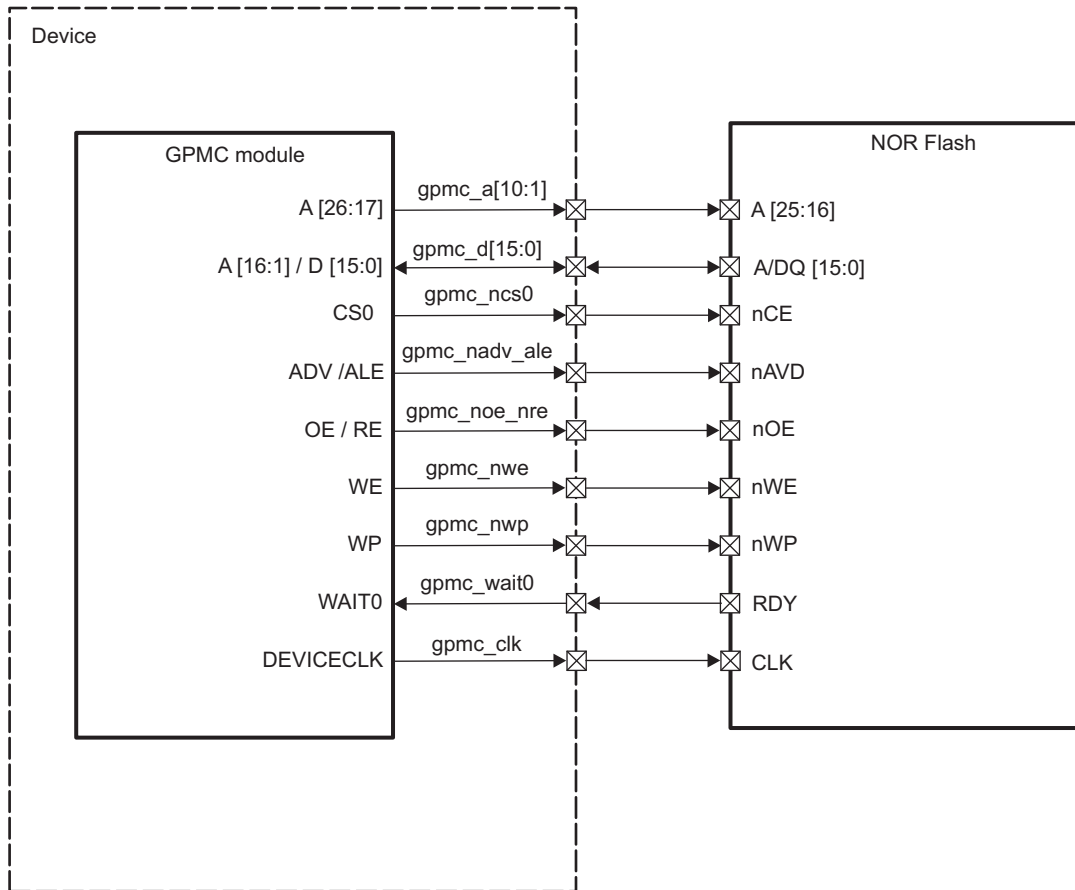 Device
GPMC module
NOR Flash
A [26:17] gpmc_a[10:1] A [25:16]
A [16:1] / D [15:0] gpmc_d[15:0] A/DQ [15:0]
CS0 gpmc_ncs0 nCE
ADV /ALE gpmc_nadv_ale nAVD
OE / RE gpmc_noe_nre nOE
WE gpmc_nwe nWE
WP gpmc_nwp nWP
WAIT0 gpmc_wait0 RDY
DEVICECLK gpmc_clk CLK